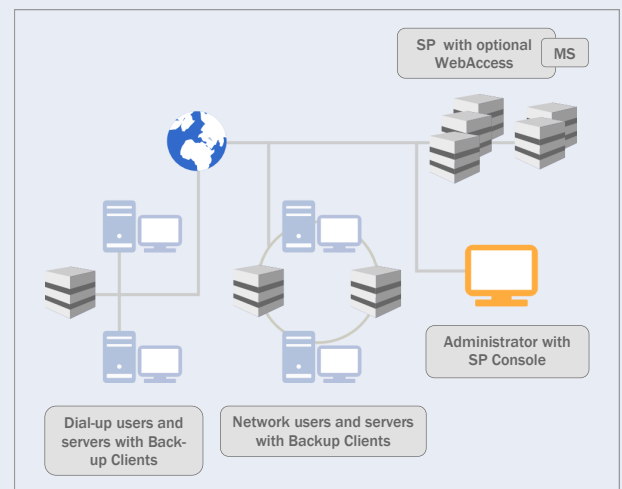 SP with optional
WebAccess
MS
Administrator with
SP Console
Dial-up users and
servers with Back-
up Clients
Network users and servers
with Backup Clients